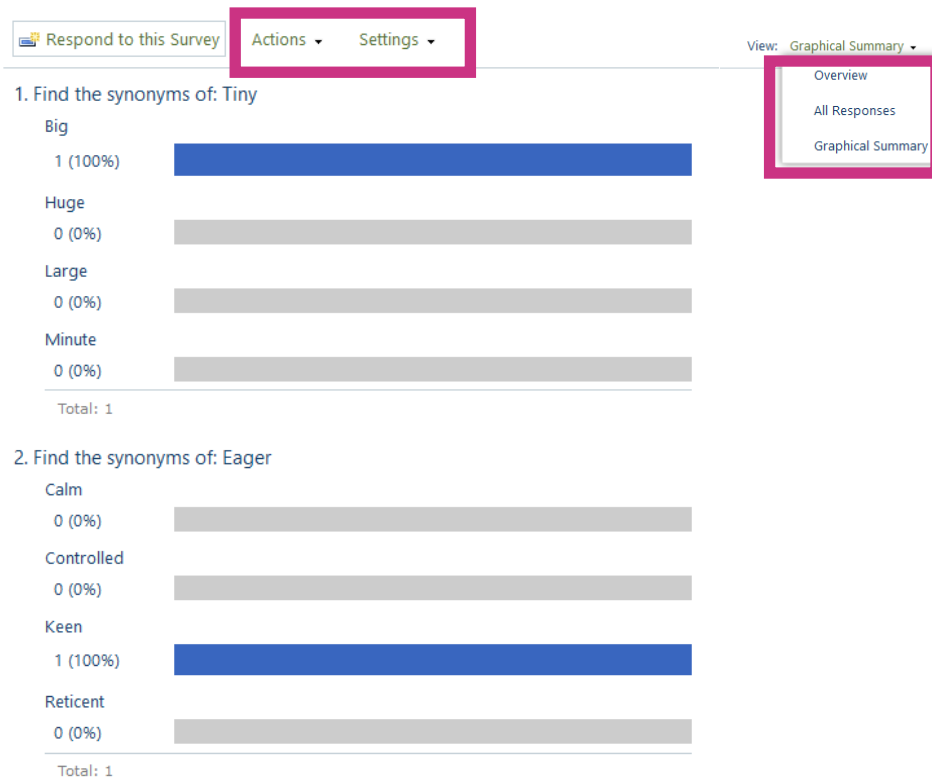 Respond to this Survey Actions Settings
View: Graphical Summary
Overview
All Responses
Graphical Summary
1. Find the synonyms of: Tiny
Big
1 (100%)
Huge
0 (0%)
Large
0 (0%)
Minute
0 (0%)
Total: 1
2. Find the synonyms of: Eager
Calm
0 (0%)
Controlled
0 (0%)
Keen
1 (100%)
Reticent
0 (0%)
Total: 1